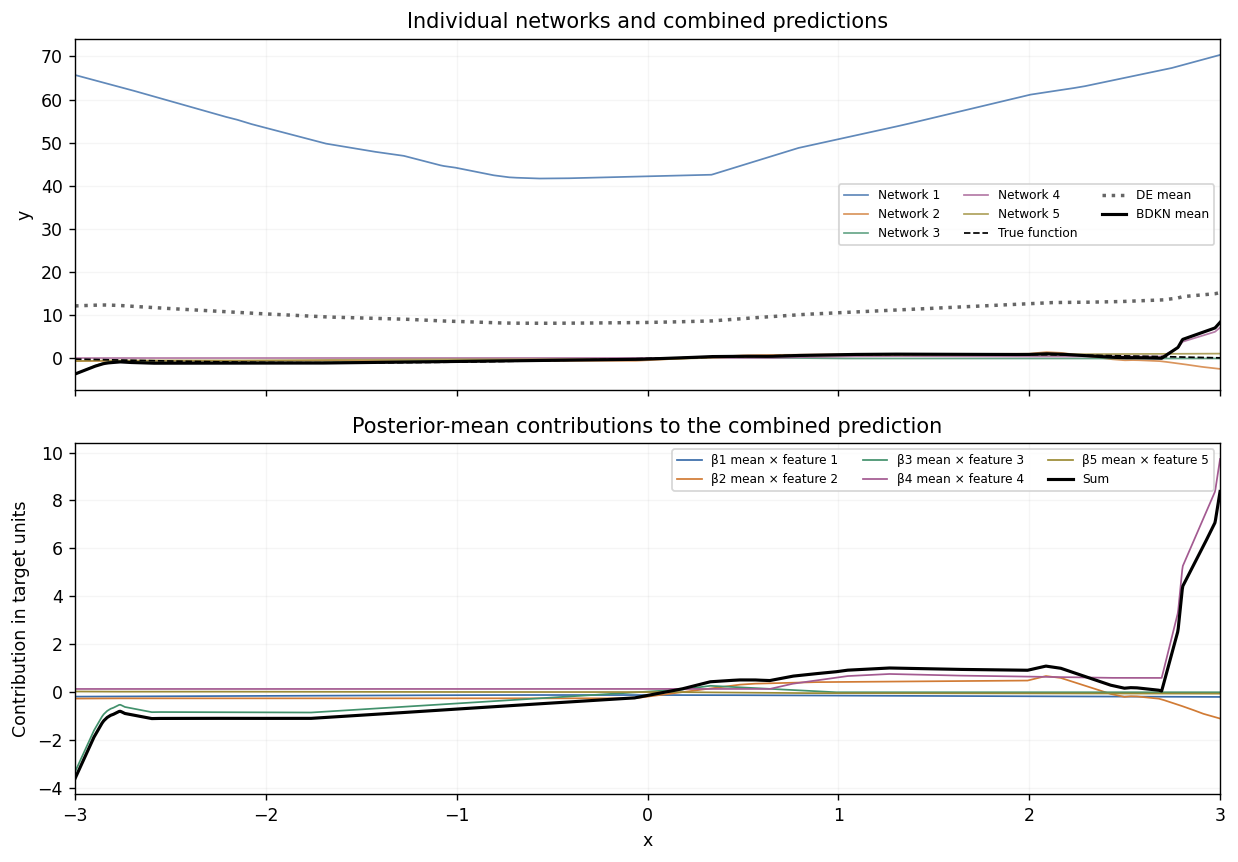 Individual networks and combined predictions
70
60
50
40
30
20
10
0
y
Network 1 Network 4 DE mean
Network 2 Network 5 BDKN mean
Network 3 True function
Posterior-mean contributions to the combined prediction
10
8
6
4
2
0
−2
−4
Contribution in target units
β1 mean × feature 1 β3 mean × feature 3 β5 mean × feature 5
β2 mean × feature 2 β4 mean × feature 4 Sum
−3 −2 −1 0 1 2 3
x